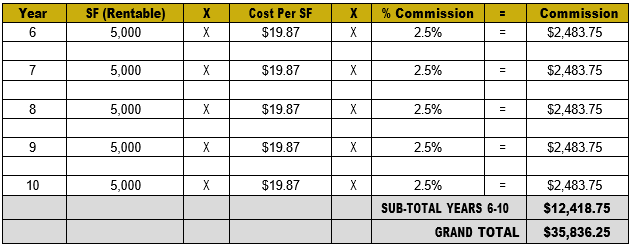 Year SF (Rentable) X Cost Per SF X % Commission = Commission
6 5,000 X $19.87 X 2.5% = $2,483.75
7 5,000 X $19.87 X 2.5% = $2,483.75
8 5,000 X $19.87 X 2.5% = $2,483.75
9 5,000 X $19.87 X 2.5% = $2,483.75
10 5,000 X $19.87 X 2.5% = $2,483.75
SUB-TOTAL YEARS 6-10 $12,418.75
GRAND TOTAL $35,836.25